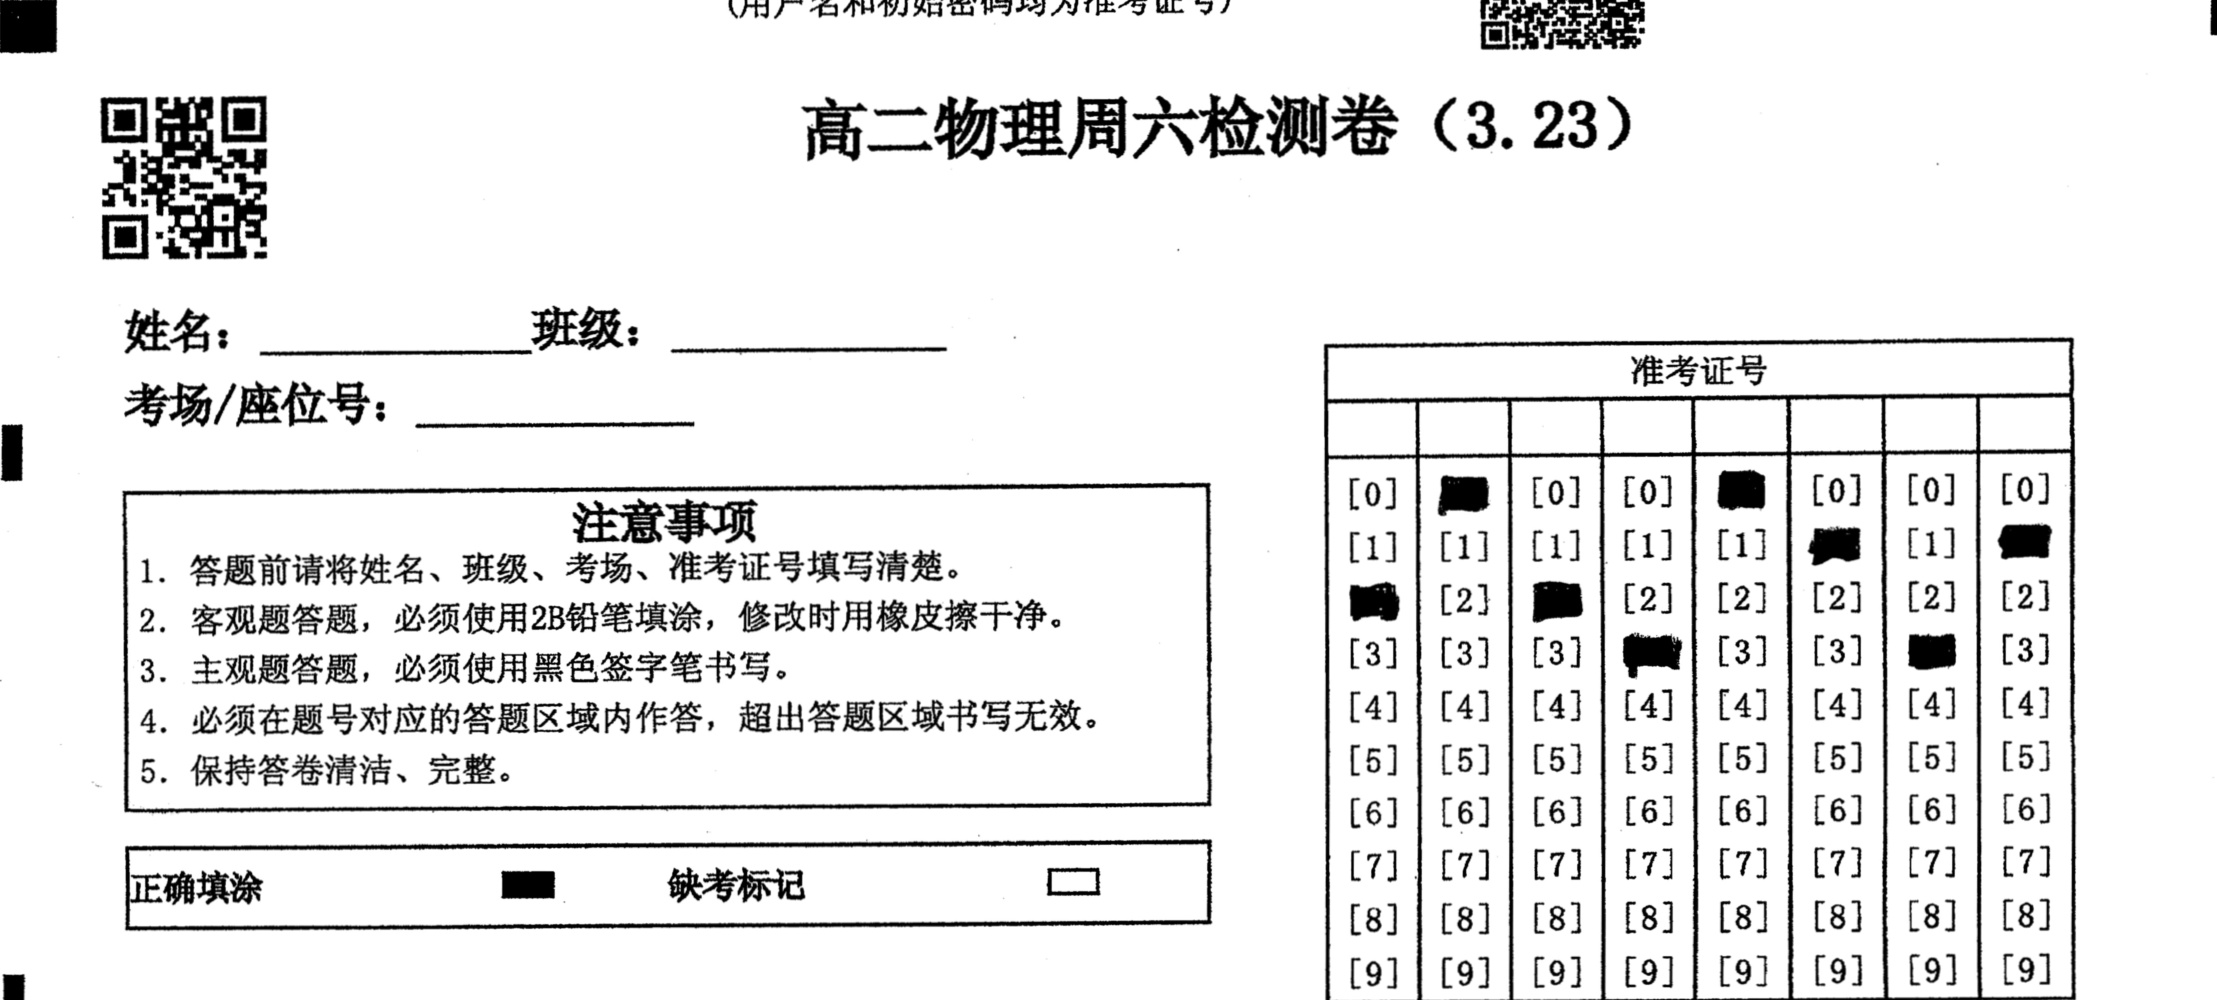 (用户名和初始密码均为准考证号)
高二物理周六检测卷（3.23）
姓名：班级：
考场/座位号：
注意事项
1. 答题前请将姓名、班级、考场、准考证号填写清楚。
2. 客观题答题，必须使用2B铅笔填涂，修改时用橡皮擦干净。
3. 主观题答题，必须使用黑色签字笔书写。
4. 必须在题号对应的答题区域内作答，超出答题区域书写无效。
5. 保持答卷清洁、完整。
正确填涂 缺考标记
准考证号
[0] [0] [0] [0] [0] [0]
[1] [1] [1] [1] [1] [1]
[2] [2] [2] [2] [2] [2]
[3] [3] [3] [3] [3] [3]
[4] [4] [4] [4] [4] [4] [4] [4]
[5] [5] [5] [5] [5] [5] [5] [5]
[6] [6] [6] [6] [6] [6] [6] [6]
[7] [7] [7] [7] [7] [7] [7] [7]
[8] [8] [8] [8] [8] [8] [8] [8]
[9] [9] [9] [9] [9] [9] [9] [9]